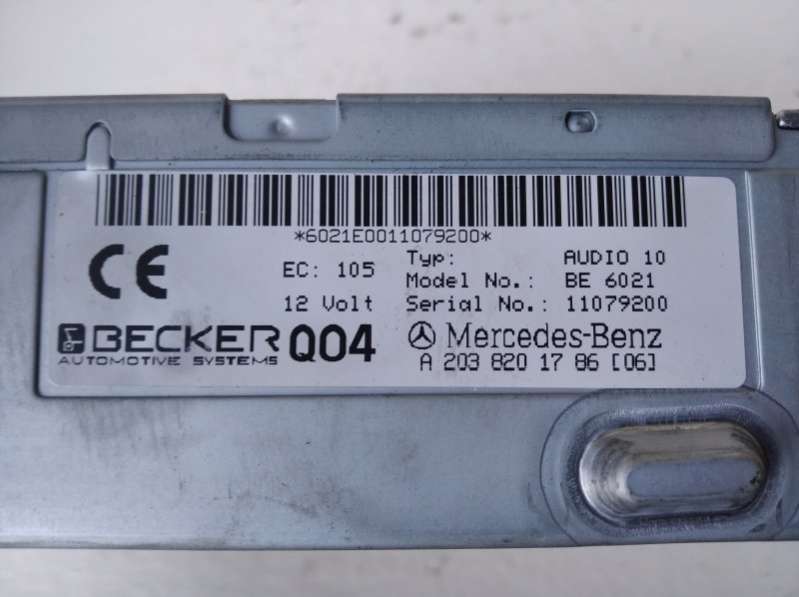 *6021E0011079200*
CE
EC: 105
12 Volt
Typ: AUDIO 10
Model No.: BE 6021
Serial No.: 11079200
BECKER
AUTOMOTIVE SYSTEMS
Q04
Mercedes-Benz
A 203 820 17 86 [06]